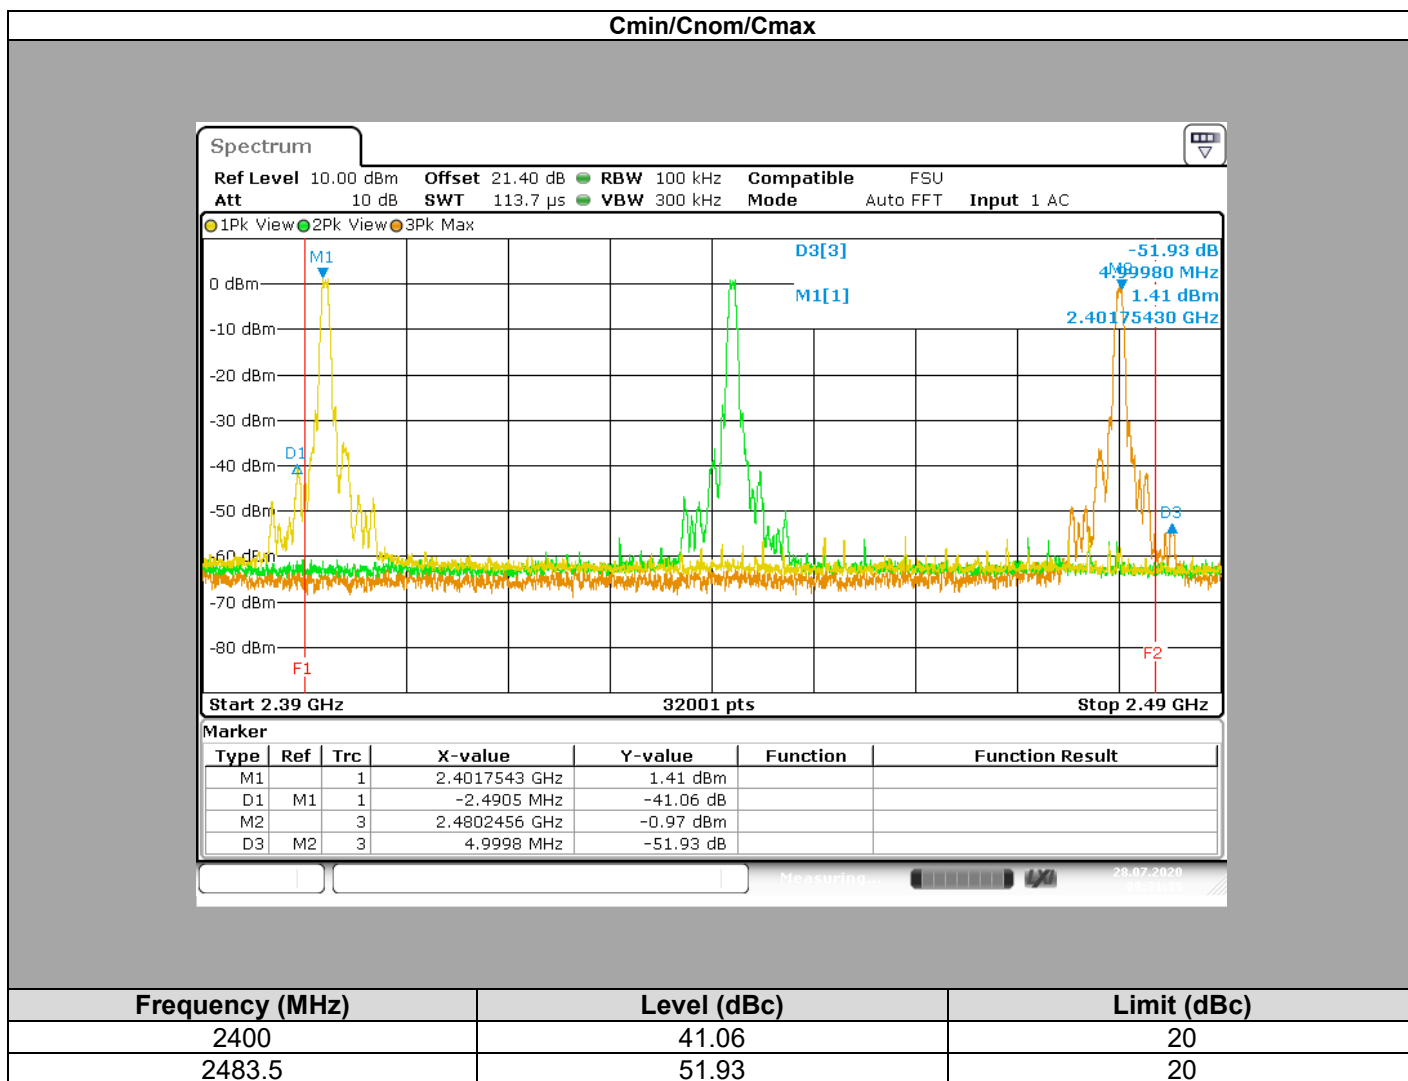 Cmin/Cnom/Cmax
Spectrum
Ref Level 10.00 dBm Offset 21.40 dB RBW 100 kHz Compatible FSU
Att 10 dB SWT 113.7 µs VBW 300 kHz Mode Auto FFT Input 1 AC
1Pk View 2Pk View 3Pk Max
D3[3] -51.93 dB
4.99980 MHz
M1[1] 1.41 dBm
2.40175430 GHz
M1
M2
0 dBm
-10 dBm
-20 dBm
-30 dBm
D1
-40 dBm
-50 dBm
D3
-60 dBm
-70 dBm
-80 dBm
F1
F2
Start 2.39 GHz 32001 pts Stop 2.49 GHz
Marker
Type Ref Trc X-value Y-value Function Function Result
M1 1 2.4017543 GHz 1.41 dBm
D1 M1 1 -2.4905 MHz -41.06 dB
M2 3 2.4802456 GHz -0.97 dBm
D3 M2 3 4.9998 MHz -51.93 dB
Measuring... LXI 28.07.2020
Frequency (MHz) Level (dBc) Limit (dBc)
2400 41.06 20
2483.5 51.93 20